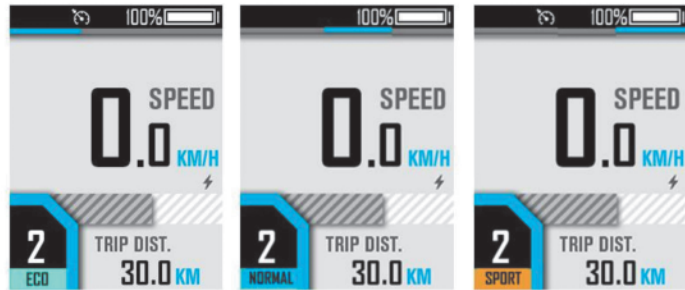 100%
SPEED
0.0 KM/H
2
ECO
TRIP DIST.
30.0 KM
100%
SPEED
0.0 KM/H
2
NORMAL
TRIP DIST.
30.0 KM
100%
SPEED
0.0 KM/H
2
SPORT
TRIP DIST.
30.0 KM